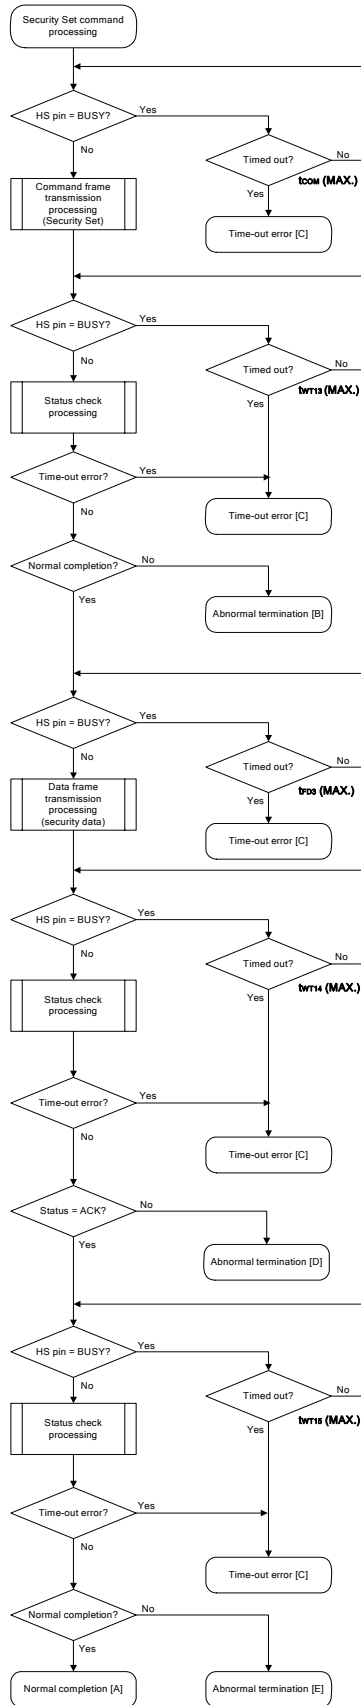 Security Set command
processing
HS pin = BUSY?
Yes
No
Timed out?
No
tCOM (MAX.)
Yes
Command frame
transmission
processing
(Security Set)
Time-out error [C]
HS pin = BUSY?
Yes
No
Timed out?
No
tWT13 (MAX.)
Yes
Status check
processing
Time-out error?
Yes
No
Time-out error [C]
Normal completion?
No
Yes
Abnormal termination [B]
HS pin = BUSY?
Yes
No
Timed out?
No
tFD3 (MAX.)
Yes
Data frame
transmission
processing
(security data)
Time-out error [C]
HS pin = BUSY?
Yes
No
Timed out?
No
tWT14 (MAX.)
Yes
Status check
processing
Time-out error?
Yes
No
Time-out error [C]
Status = ACK?
No
Yes
Abnormal termination [D]
HS pin = BUSY?
Yes
No
Timed out?
No
tWT15 (MAX.)
Yes
Status check
processing
Time-out error?
Yes
No
Time-out error [C]
Normal completion?
No
Yes
Normal completion [A]
Abnormal termination [E]